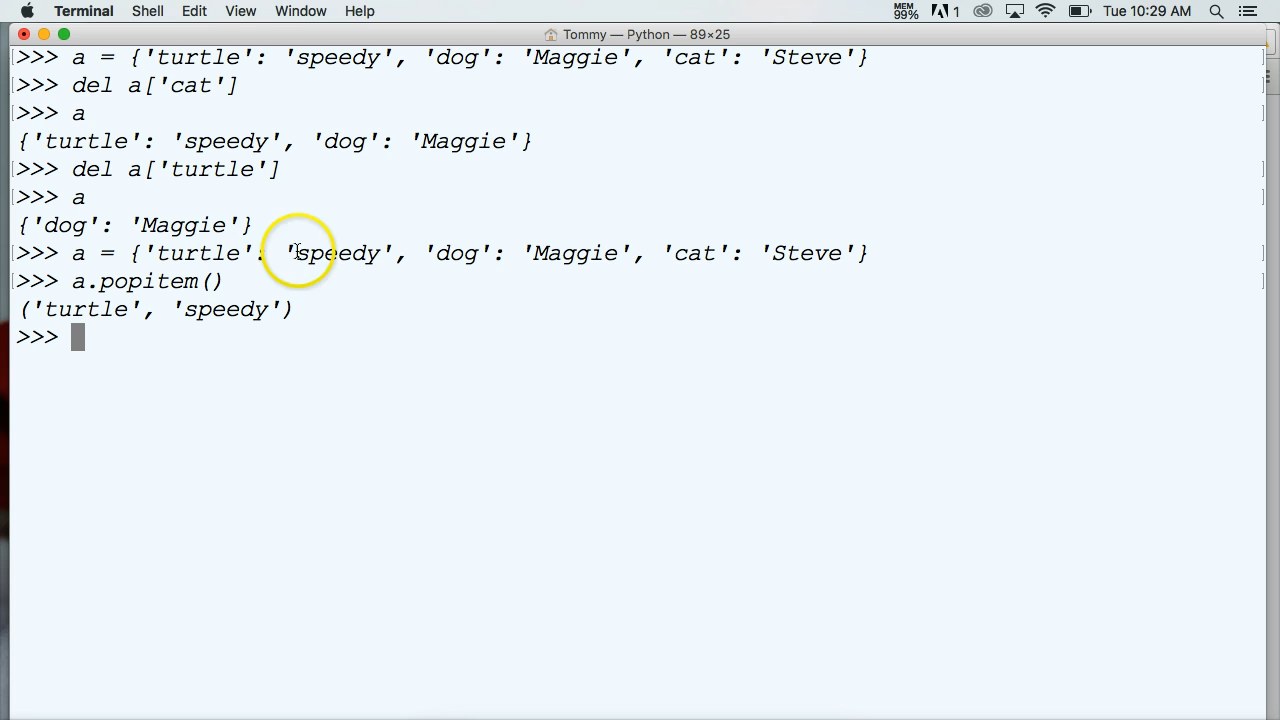 Terminal Shell Edit View Window Help MEM 99% 1 Tue 10:29 AM
Tommy — Python — 89×25
>>> a = {'turtle': 'speedy', 'dog': 'Maggie', 'cat': 'Steve'}
>>> del a['cat']
>>> a
{'turtle': 'speedy', 'dog': 'Maggie'}
>>> del a['turtle']
>>> a
{'dog': 'Maggie'}
>>> a = {'turtle': 'speedy', 'dog': 'Maggie', 'cat': 'Steve'}
>>> a.popitem()
('turtle', 'speedy')
>>>